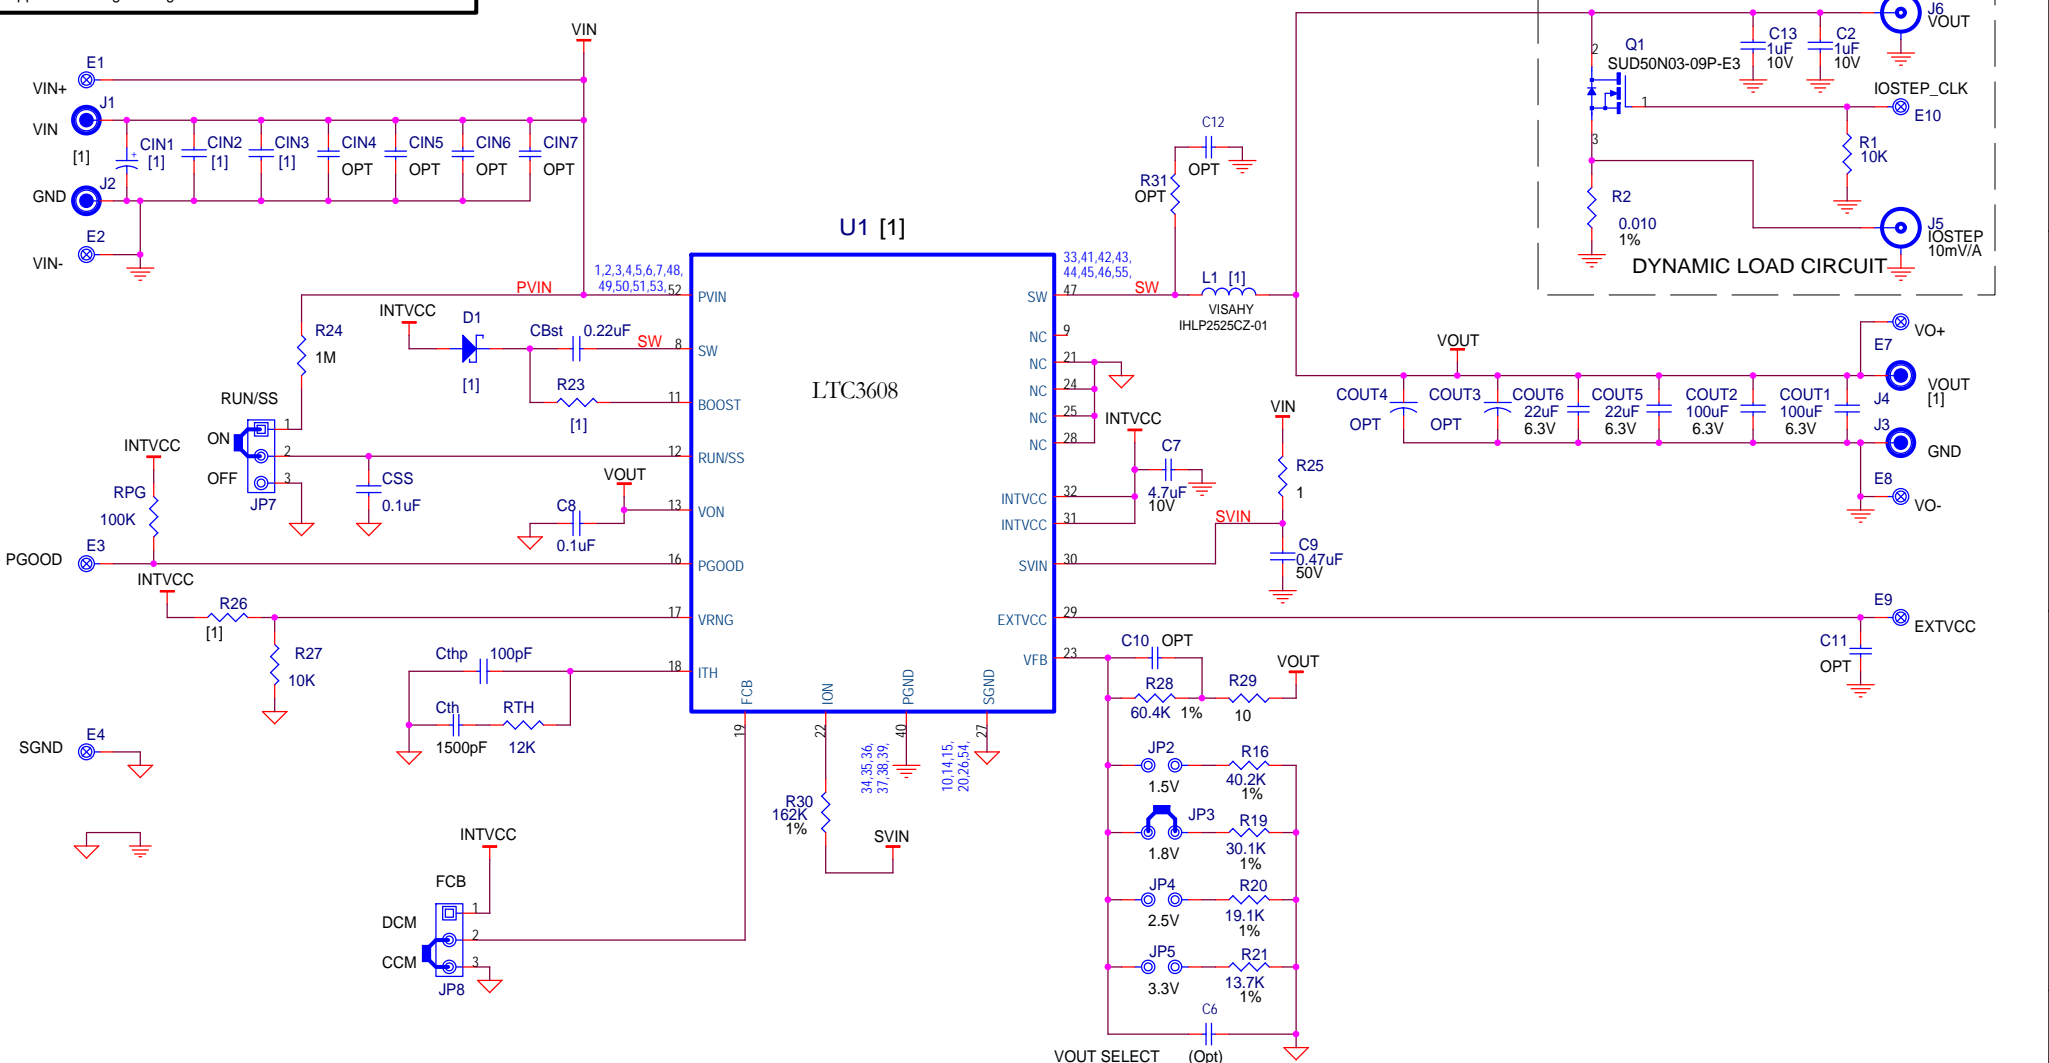 VIN
E1
VIN+
J1
VIN
[1]
J2
GND
E2
VIN-
CIN1
[1]
CIN2
[1]
CIN3
[1]
CIN4
OPT
CIN5
OPT
CIN6
OPT
CIN7
OPT
PVIN
1,2,3,4,5,6,7,48,
49,50,51,53,
52
R24
1M
INTVCC
D1
[1]
CBst
0.22uF
SW
8
R23
[1]
11
RUN/SS
ON
OFF
1
2
3
JP7
12
CSS
0.1uF
INTVCC
RPG
100K
VOUT
C8
0.1uF
13
PGOOD
E3
16
INTVCC
R26
[1]
17
R27
10K
Cthp
100pF
18
Cth
1500pF
RTH
12K
SGND
E4
U1 [1]
LTC3608
PVIN
SW
BOOST
RUN/SS
VON
PGOOD
VRNG
ITH
FCB
ION
PGND
SGND
SW
NC
NC
NC
NC
NC
INTVCC
INTVCC
SVIN
EXTVCC
VFB
19
22
40
27
34,35,36,
37,38,39,
10,14,15,
20,26,54,
R30
162K
1%
SVIN
INTVCC
FCB
DCM
CCM
1
2
3
JP8
33,41,42,43,
44,45,46,55,
47
SW
9
21
24
25
28
32
31
30
29
23
R31
OPT
C12
OPT
L1 [1]
VISAHY
IHLP2525CZ-01
INTVCC
C7
4.7uF
10V
VIN
R25
1
SVIN
C9
0.47uF
50V
C10
OPT
R28
60.4K
1%
R29
10
VOUT
JP2
1.5V
R16
40.2K
1%
JP3
1.8V
R19
30.1K
1%
JP4
2.5V
R20
19.1K
1%
JP5
3.3V
R21
13.7K
1%
C6
(Opt)
VOUT SELECT
Q1
SUD50N03-09P-E3
2
1
3
C13
1uF
10V
C2
1uF
10V
J6
VOUT
IOSTEP_CLK
E10
R1
10K
R2
0.010
1%
J5
IOSTEP
10mV/A
DYNAMIC LOAD CIRCUIT
VOUT
COUT4
OPT
COUT3
OPT
COUT6
22uF
6.3V
COUT5
22uF
6.3V
COUT2
100uF
6.3V
COUT1
100uF
6.3V
VO+
E7
VOUT
[1]
J4
J3
GND
E8
VO-
E9
EXTVCC
C11
OPT